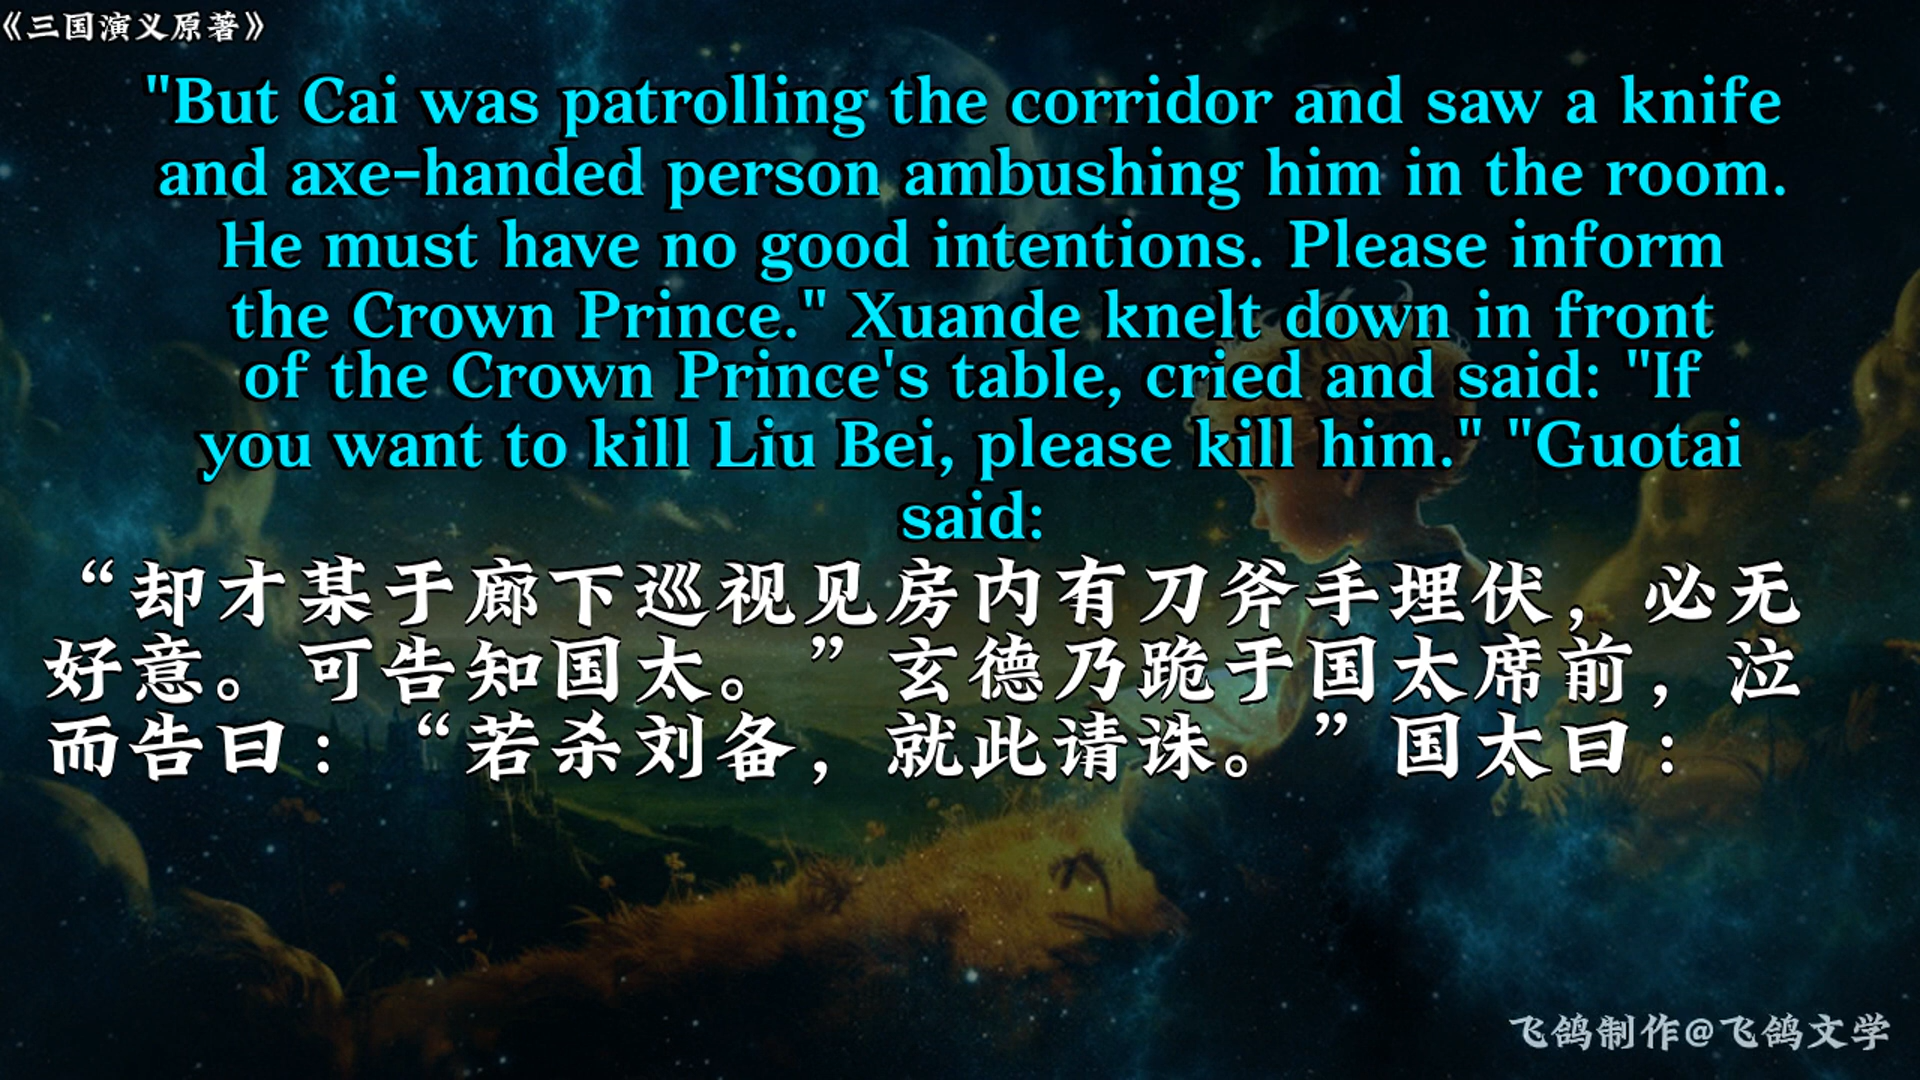 《三国演义原著》
"But Cai was patrolling the corridor and saw a knife
and axe-handed person ambushing him in the room.
He must have no good intentions. Please inform
the Crown Prince." Xuande knelt down in front
of the Crown Prince's table, cried and said: "If
you want to kill Liu Bei, please kill him." "Guotai
said:
“却才某于廊下巡视见房内有刀斧手埋伏，必无
好意。可告知国太。”玄德乃跪于国太席前，泣
而告曰：“若杀刘备，就此请诛。”国太曰：
飞鸽制作@飞鸽文学